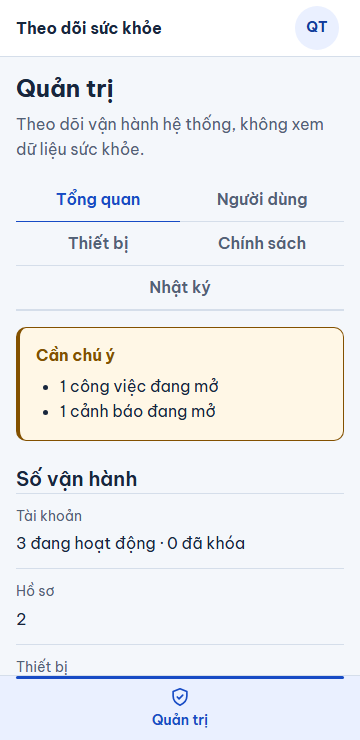 Theo dõi sức khỏe
QT
Quản trị
Theo dõi vận hành hệ thống, không xem
dữ liệu sức khỏe.
Tổng quan
Người dùng
Thiết bị
Chính sách
Nhật ký
Cần chú ý
• 1 công việc đang mở
• 1 cảnh báo đang mở
Số vận hành
Tài khoản
3 đang hoạt động · 0 đã khóa
Hồ sơ
2
Thiết bị
Quản trị